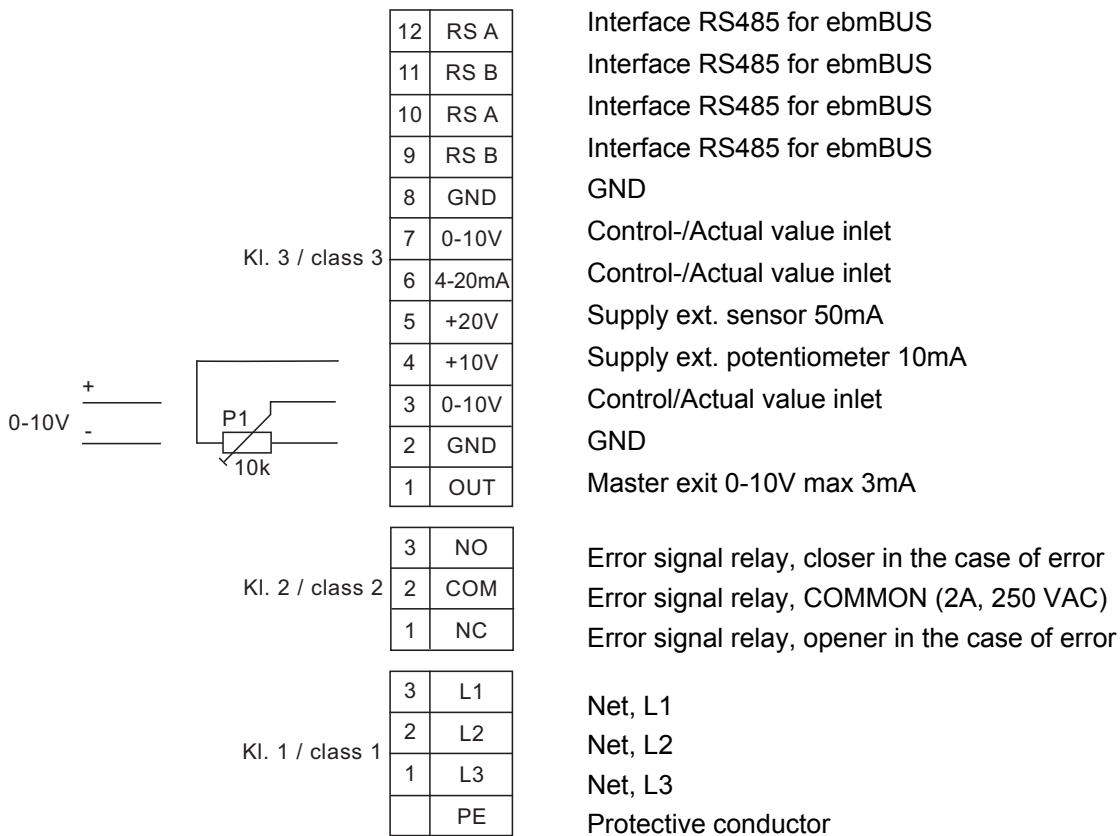 12 RS A Interface RS485 for ebmBUS
11 RS B Interface RS485 for ebmBUS
10 RS A Interface RS485 for ebmBUS
9 RS B Interface RS485 for ebmBUS
8 GND GND
7 0-10V Control-/Actual value inlet
Kl. 3 / class 3
6 4-20mA Control-/Actual value inlet
5 +20V Supply ext. sensor 50mA
4 +10V Supply ext. potentiometer 10mA
+
3 0-10V Control/Actual value inlet
0-10V
P1
-
2 GND GND
10k
1 OUT Master exit 0-10V max 3mA
3 NO Error signal relay, closer in the case of error
Kl. 2 / class 2 2 COM Error signal relay, COMMON (2A, 250 VAC)
1 NC Error signal relay, opener in the case of error
3 L1 Net, L1
2 L2 Net, L2
Kl. 1 / class 1
1 L3 Net, L3
PE Protective conductor